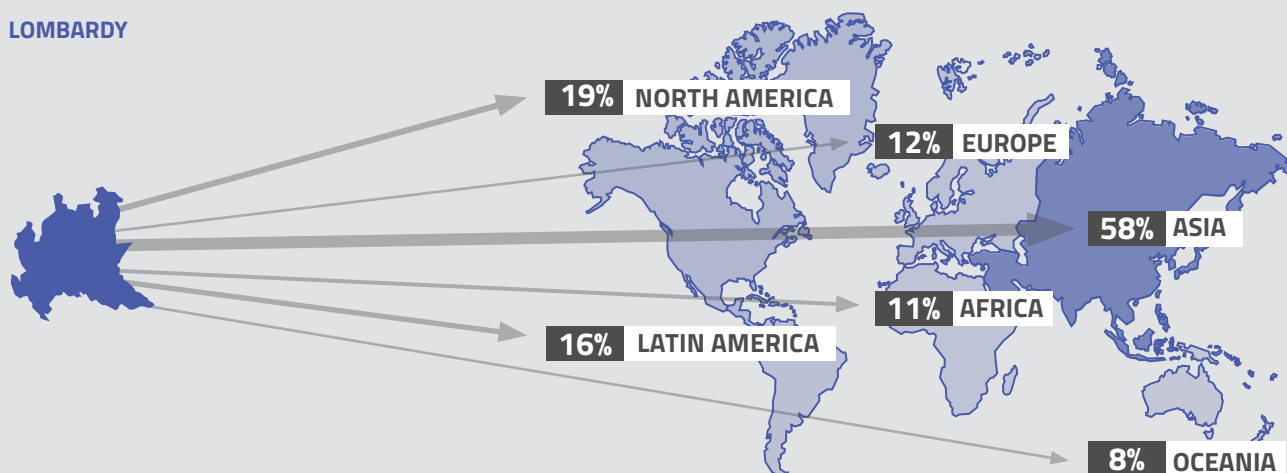 LOMBARDY
19% NORTH AMERICA
12% EUROPE
58% ASIA
11% AFRICA
16% LATIN AMERICA
8% OCEANIA